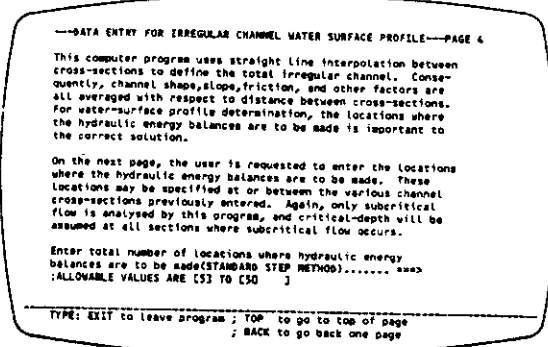 ---DATA ENTRY FOR IRREGULAR CHANNEL WATER SURFACE PROFILE---PAGE 4
This computer program uses straight line interpolation between
cross-sections to define the total irregular channel. Conse-
quently, channel shape,slope,friction, and other factors are
all averaged with respect to distance between cross-sections.
For water-surface profile determination, the locations where
the hydraulic energy balances are to be made is important to
the correct solution.
On the next page, the user is requested to enter the locations
where the hydraulic energy balances are to be made. These
locations may be specified at or between the various channel
cross-sections previously entered. Again, only subcritical
flow is analysed by this program, and critical-depth will be
assumed at all sections where subcritical flow occurs.
Enter total number of locations where hydraulic energy
balances are to be made(STANDARD STEP METHOD)....... ===>
:ALLOWABLE VALUES ARE [5] TO [50 ]
TYPE: EXIT to leave program ; TOP to go to top of page
; BACK to go back one page